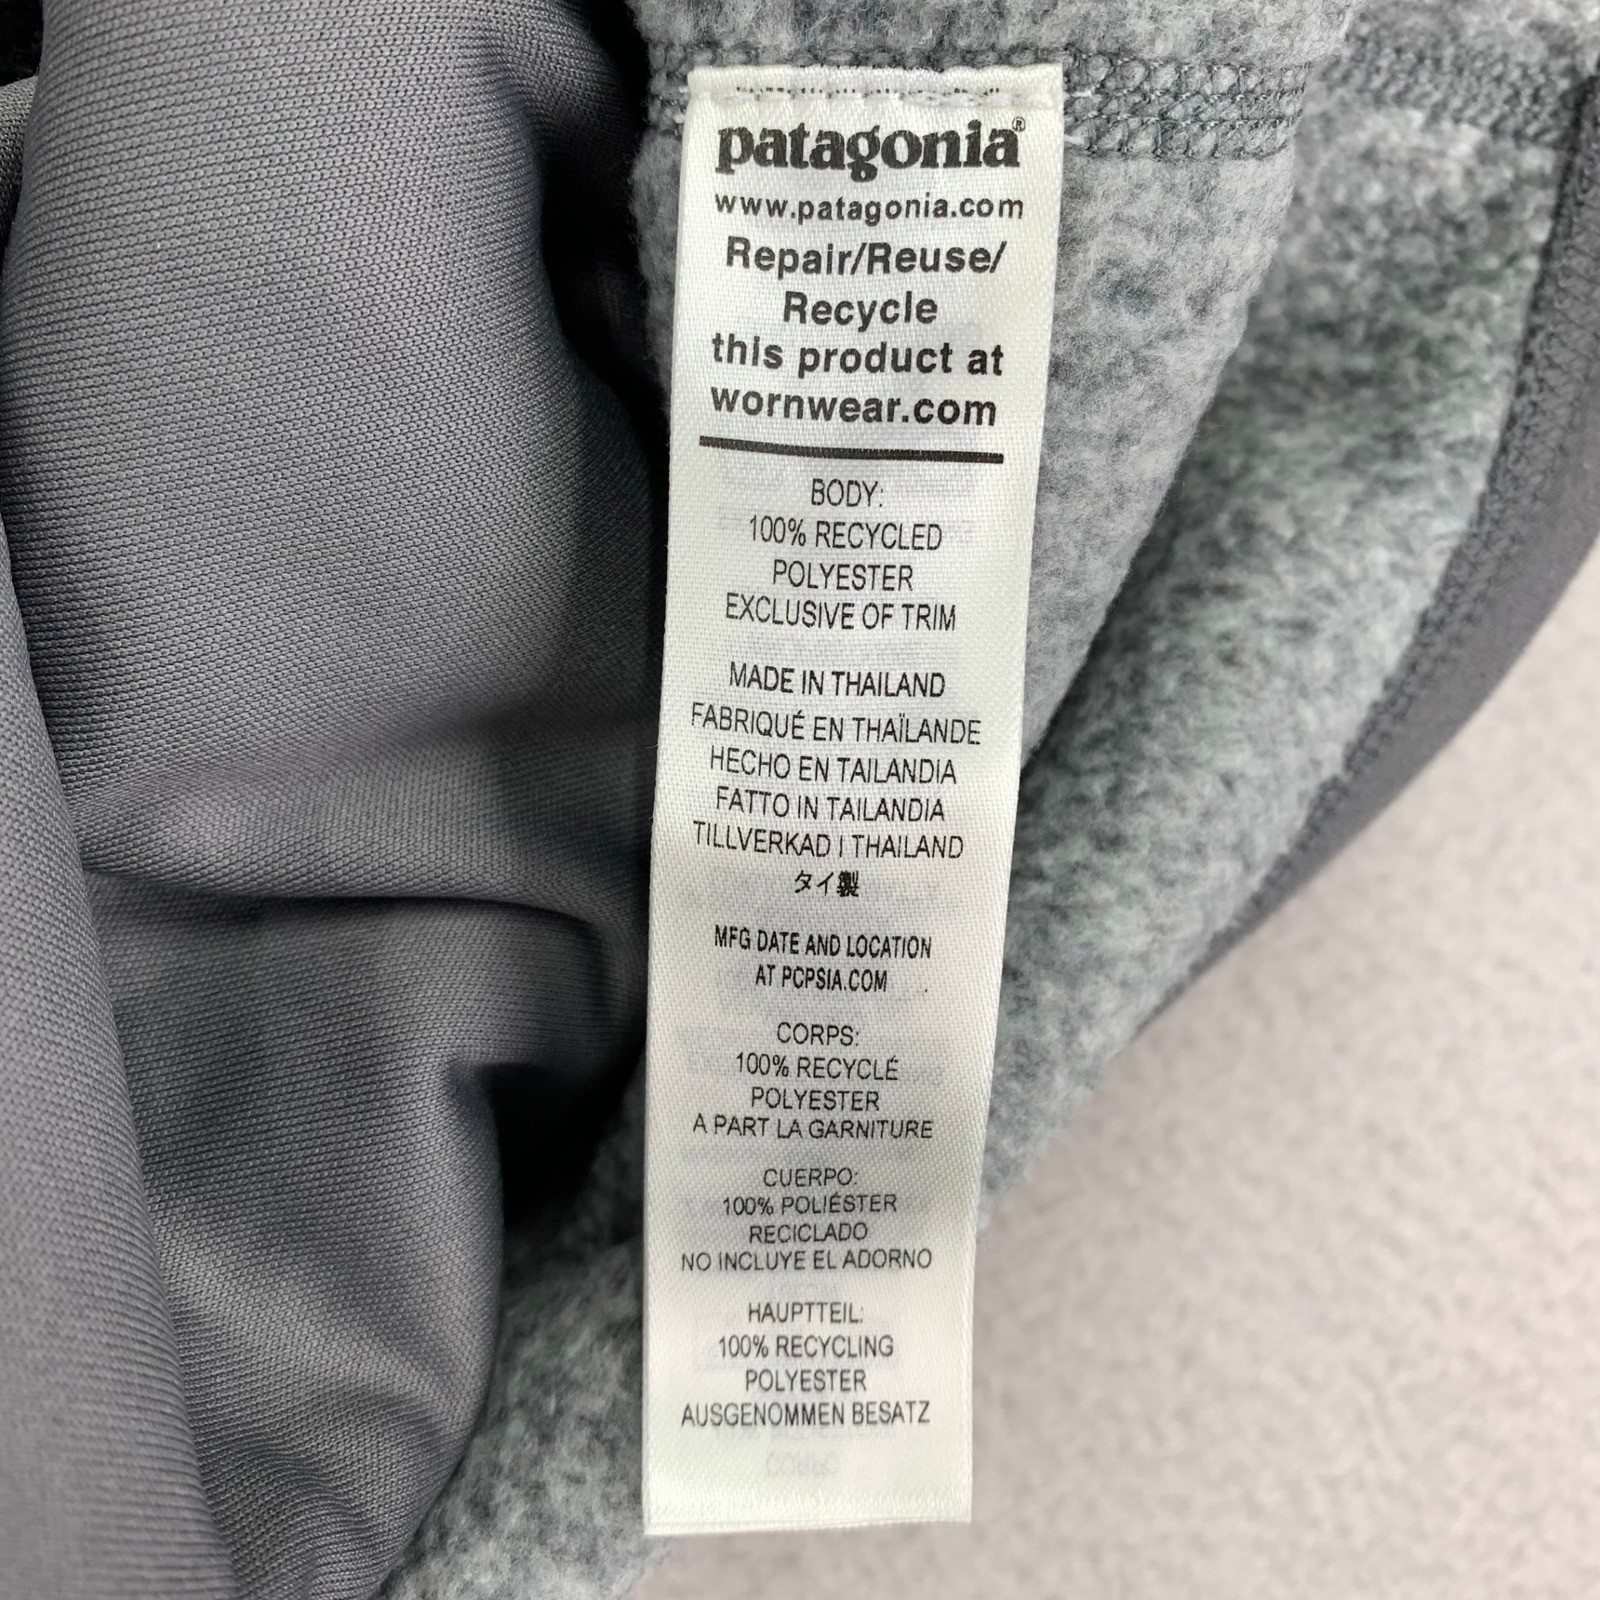 patagonia®
www.patagonia.com
Repair/Reuse/
Recycle
this product at
wornwear.com
BODY:
100% RECYCLED
POLYESTER
EXCLUSIVE OF TRIM
MADE IN THAILAND
FABRIQUÉ EN THAÏLANDE
HECHO EN TAILANDIA
FATTO IN TAILANDIA
TILLVERKAD I THAILAND
タイ製
MFG DATE AND LOCATION
AT PCPSIA.COM
CORPS:
100% RECYCLÉ
POLYESTER
A PART LA GARNITURE
CUERPO:
100% POLIÉSTER
RECICLADO
NO INCLUYE EL ADORNO
HAUPTTEIL:
100% RECYCLING
POLYESTER
AUSGENOMMEN BESATZ